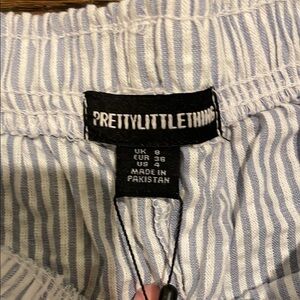 PRETTYLITTLETHING
UK 8
EUR 36
US 4
MADE IN
PAKISTAN